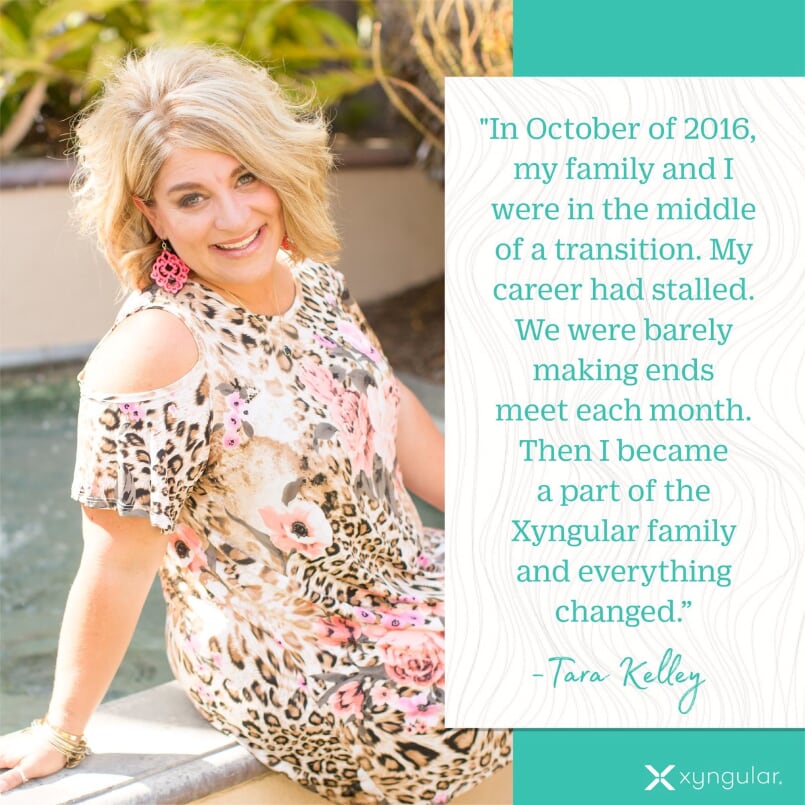 "In October of 2016,
my family and I
were in the middle
of a transition. My
career had stalled.
We were barely
making ends
meet each month.
Then I became
a part of the
Xyngular family
and everything
changed.”
-Tara Kelley
xyngular.